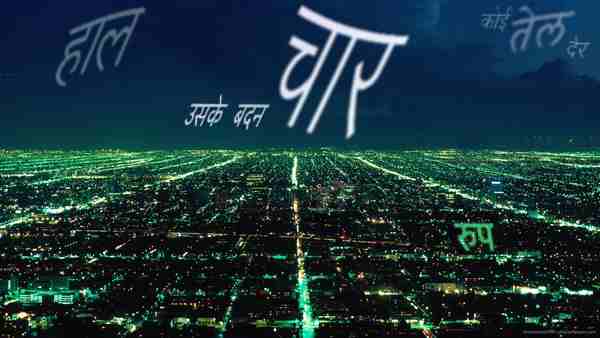 हाल
चार
कोई तेल देर
उसके बदन
रुप